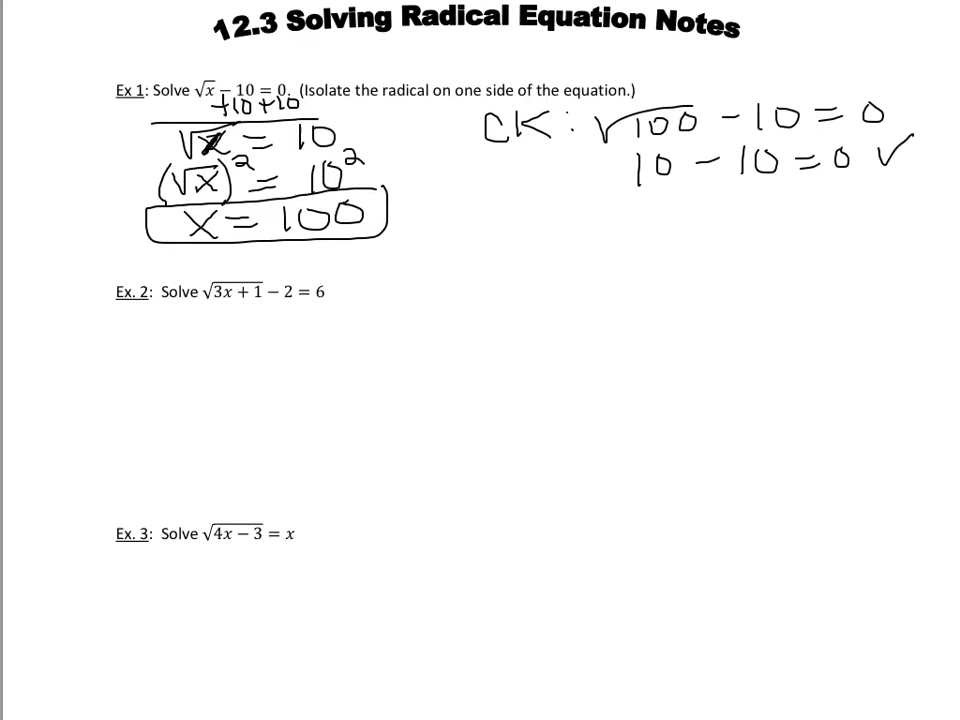 12.3 Solving Radical Equation Notes
Ex 1: Solve √x − 10 = 0. (Isolate the radical on one side of the equation.)
+10 +10
√x = 10
(√x)² = 10²
x = 100
CK: √100 - 10 = 0
10 - 10 = 0 ✓
Ex. 2: Solve √(3x + 1) − 2 = 6
Ex. 3: Solve √(4x − 3) = x